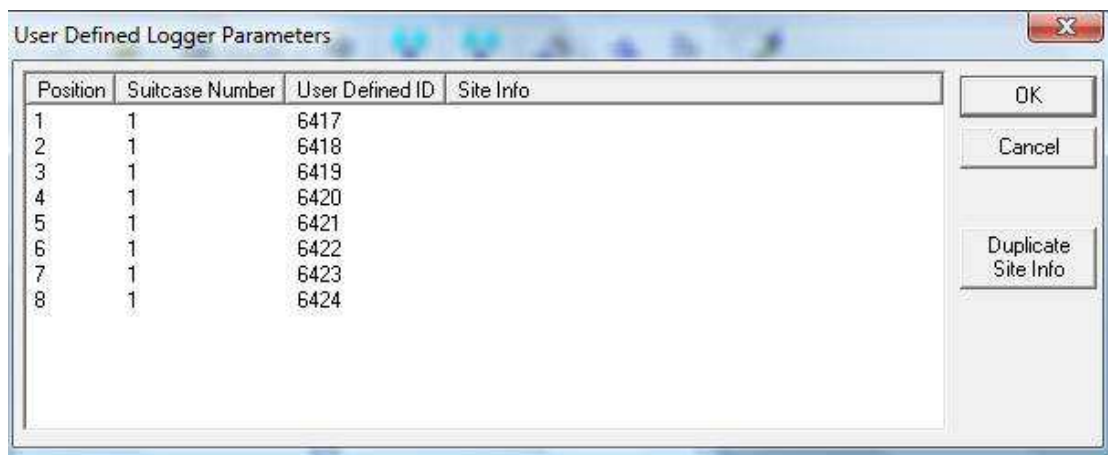 User Defined Logger Parameters
Position Suitcase Number User Defined ID Site Info
1 1 6417
2 1 6418
3 1 6419
4 1 6420
5 1 6421
6 1 6422
7 1 6423
8 1 6424
OK
Cancel
Duplicate
Site Info